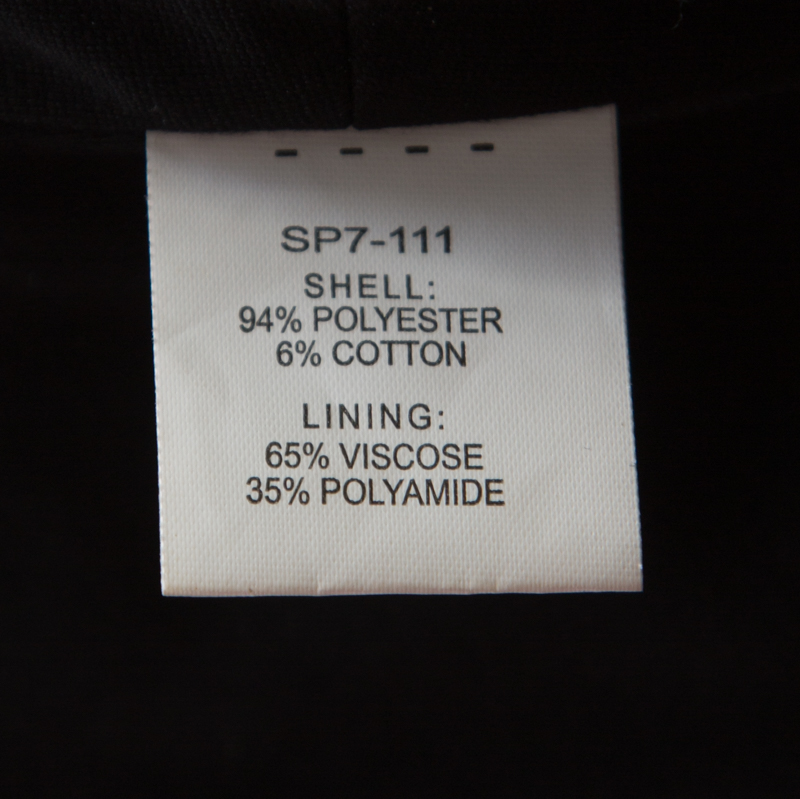 - - - -
SP7-111
SHELL:
94% POLYESTER
6% COTTON
LINING:
65% VISCOSE
35% POLYAMIDE